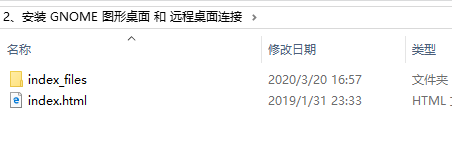 2、安装 GNOME 图形桌面 和 远程桌面连接
名称 修改日期 类型
index_files 2020/3/20 16:57 文件夹
index.html 2019/1/31 23:33 HTML